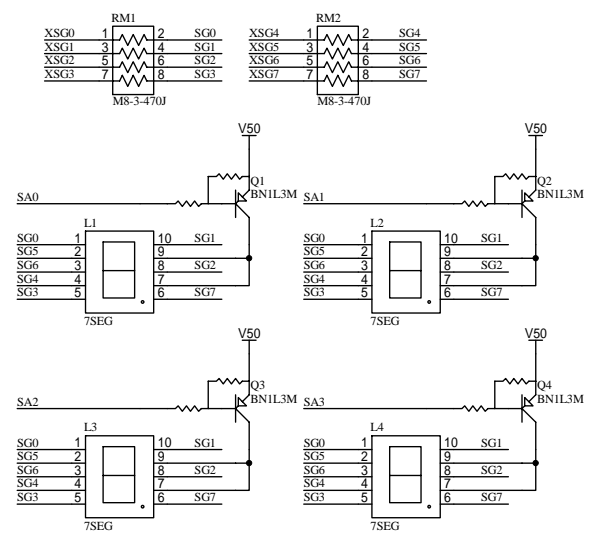 RM1 RM2
XSG0 1 2 SG0 XSG4 1 2 SG4
XSG1 3 4 SG1 XSG5 3 4 SG5
XSG2 5 6 SG2 XSG6 5 6 SG6
XSG3 7 8 SG3 XSG7 7 8 SG7
M8-3-470J M8-3-470J
V50 V50
Q1 Q2
BN1L3M BN1L3M
SA0 SA1
L1 L2
SG0 1 10 SG1 SG0 1 10 SG1
SG5 2 9 SG5 2 9
SG6 3 8 SG2 SG6 3 8 SG2
SG4 4 7 SG4 4 7
SG3 5 6 SG7 SG3 5 6 SG7
7SEG 7SEG
V50 V50
Q3 Q4
BN1L3M BN1L3M
SA2 SA3
L3 L4
SG0 1 10 SG1 SG0 1 10 SG1
SG5 2 9 SG5 2 9
SG6 3 8 SG2 SG6 3 8 SG2
SG4 4 7 SG4 4 7
SG3 5 6 SG7 SG3 5 6 SG7
7SEG 7SEG